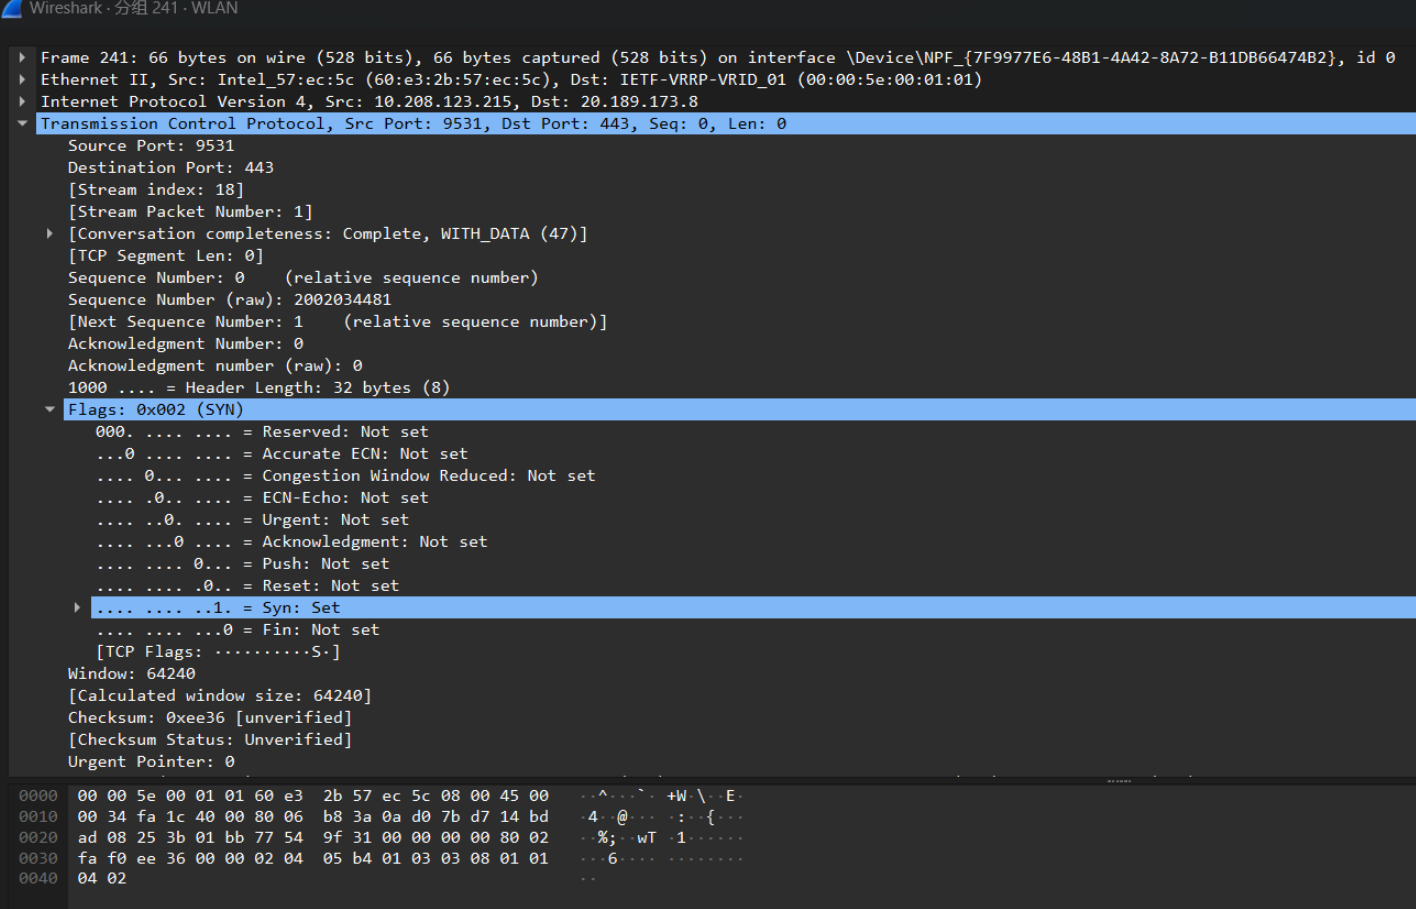 Wireshark · 分组 241 · WLAN
Frame 241: 66 bytes on wire (528 bits), 66 bytes captured (528 bits) on interface \Device\NPF_{7F9977E6-48B1-4A42-8A72-B11DB66474B2}, id 0
Ethernet II, Src: Intel_57:ec:5c (60:e3:2b:57:ec:5c), Dst: IETF-VRRP-VRID_01 (00:00:5e:00:01:01)
Internet Protocol Version 4, Src: 10.208.123.215, Dst: 20.189.173.8
Transmission Control Protocol, Src Port: 9531, Dst Port: 443, Seq: 0, Len: 0
Source Port: 9531
Destination Port: 443
[Stream index: 18]
[Stream Packet Number: 1]
[Conversation completeness: Complete, WITH_DATA (47)]
[TCP Segment Len: 0]
Sequence Number: 0    (relative sequence number)
Sequence Number (raw): 2002034481
[Next Sequence Number: 1    (relative sequence number)]
Acknowledgment Number: 0
Acknowledgment number (raw): 0
1000 .... = Header Length: 32 bytes (8)
Flags: 0x002 (SYN)
000. .... .... = Reserved: Not set
...0 .... .... = Accurate ECN: Not set
.... 0... .... = Congestion Window Reduced: Not set
.... .0.. .... = ECN-Echo: Not set
.... ..0. .... = Urgent: Not set
.... ...0 .... = Acknowledgment: Not set
.... .... 0... = Push: Not set
.... .... .0.. = Reset: Not set
.... .... ..1. = Syn: Set
.... .... ...0 = Fin: Not set
[TCP Flags: ··········S·]
Window: 64240
[Calculated window size: 64240]
Checksum: 0xee36 [unverified]
[Checksum Status: Unverified]
Urgent Pointer: 0
0000 00 00 5e 00 01 01 60 e3 2b 57 ec 5c 08 00 45 00 ··^···`· +W·\··E·
0010 00 34 fa 1c 40 00 80 06 b8 3a 0a d0 7b d7 14 bd ·4··@··· ·:··{···
0020 ad 08 25 3b 01 bb 77 54 9f 31 00 00 00 00 80 02 ··%;··wT ·1······
0030 fa f0 ee 36 00 00 02 04 05 b4 01 03 03 08 01 01 ···6···· ········
0040 04 02 ··